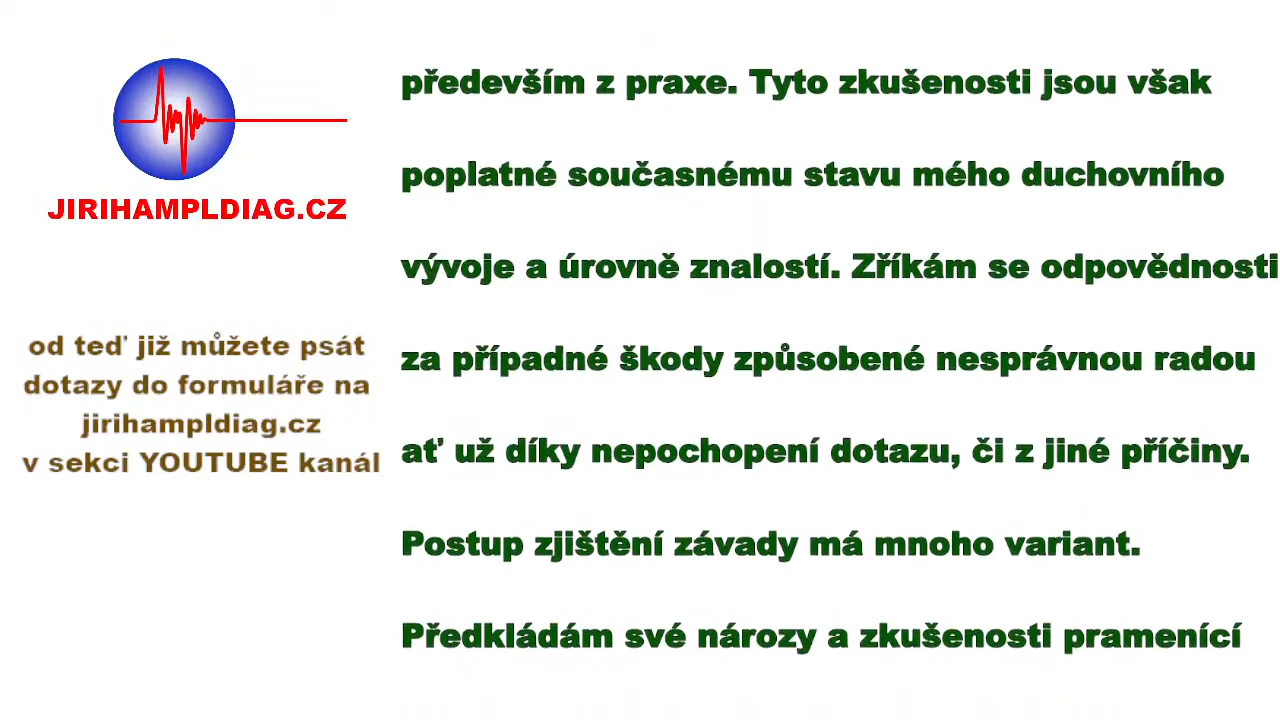 JIRIHAMPLDIAG.CZ
od teď již můžete psát
dotazy do formuláře na
jirihampldiag.cz
v sekci YOUTUBE kanál
především z praxe. Tyto zkušenosti jsou však
poplatné současnému stavu mého duchovního
vývoje a úrovně znalostí. Zříkám se odpovědnosti
za případné škody způsobené nesprávnou radou
ať už díky nepochopení dotazu, či z jiné příčiny.
Postup zjištění závady má mnoho variant.
Předkládám své nározy a zkušenosti pramenící